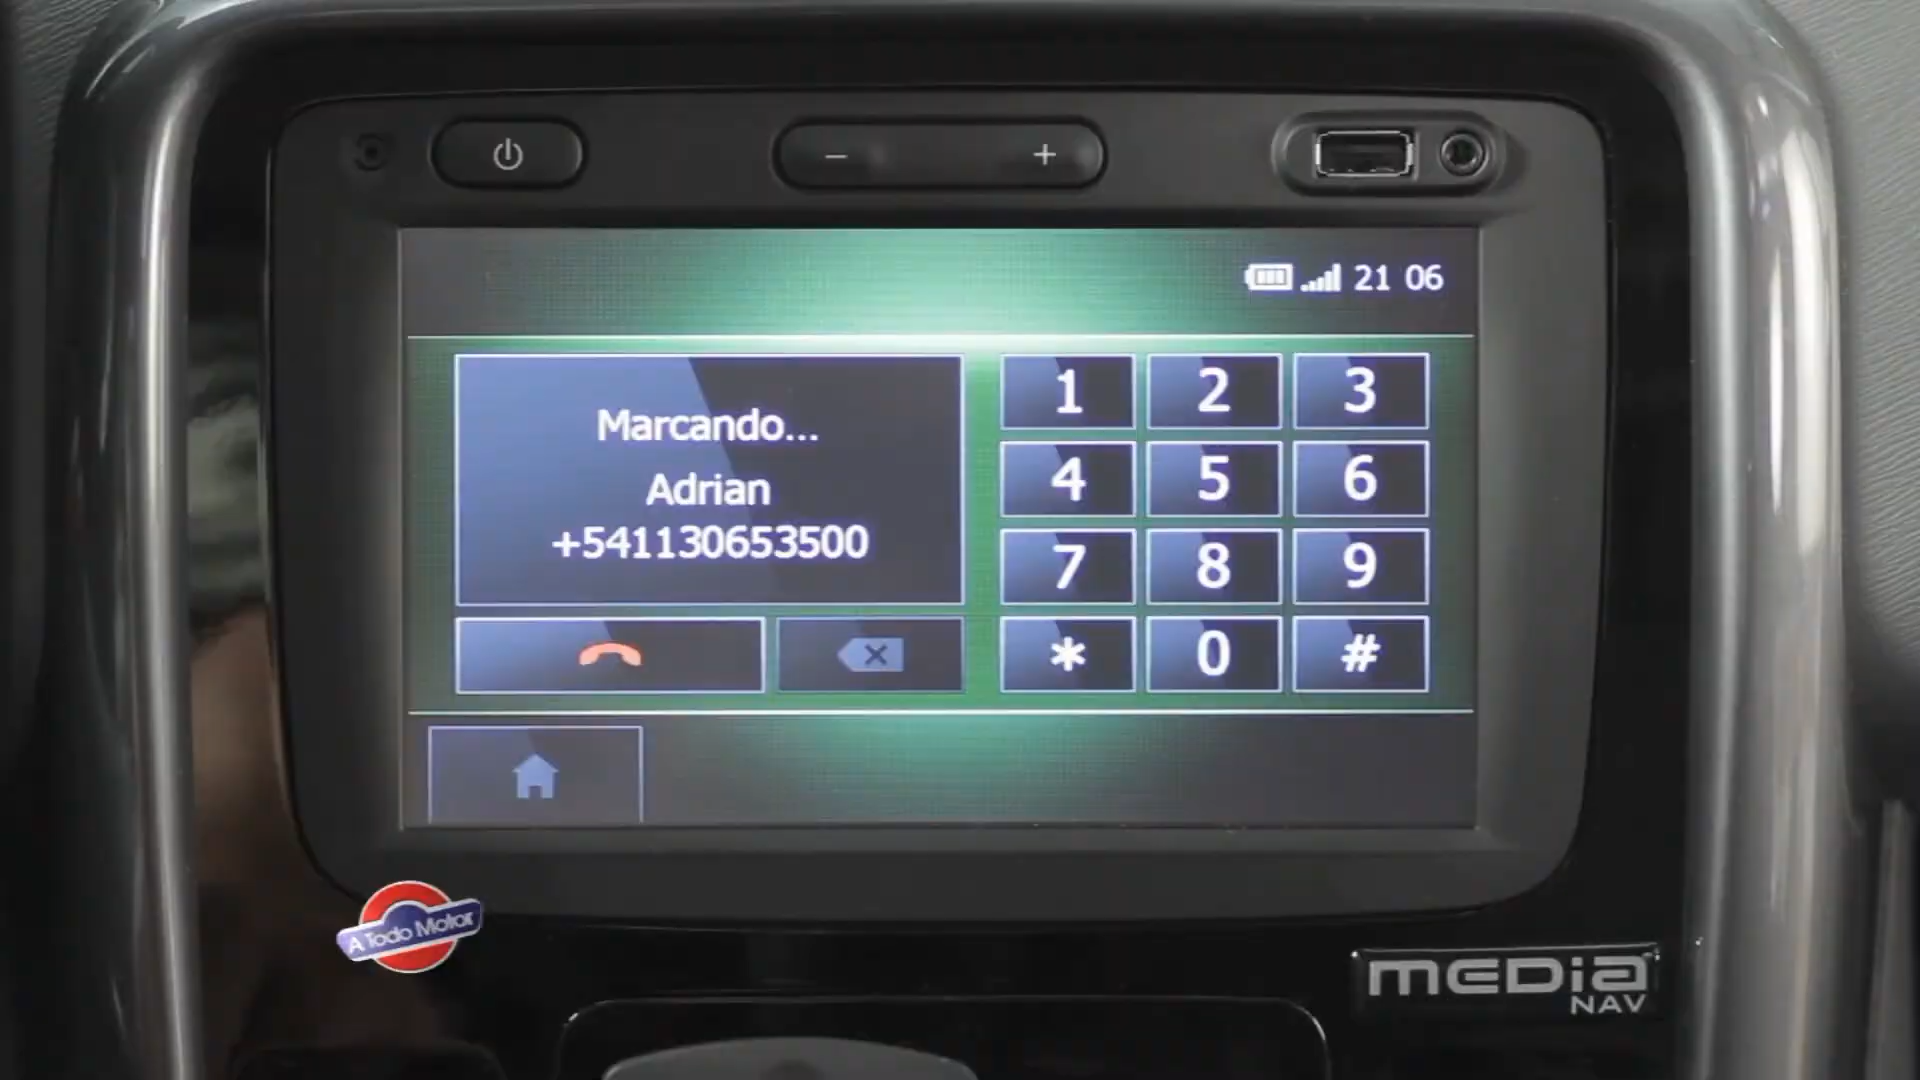 21 06
Marcando...
Adrian
+541130653500
1 2 3
4 5 6
7 8 9
* 0 #
A Todo Motor
MEDIA
NAV